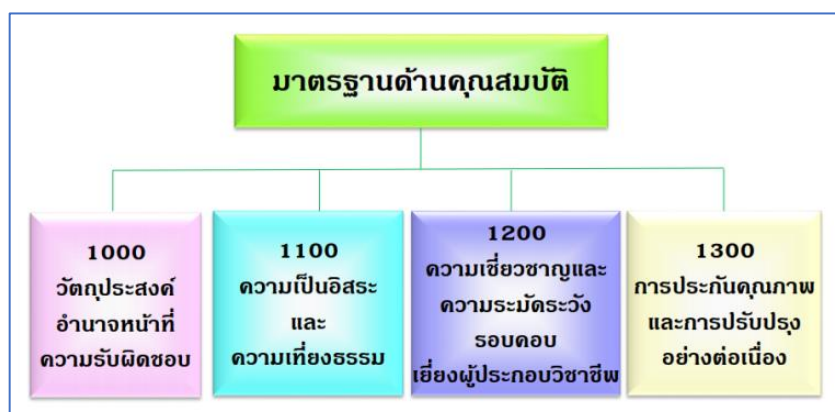 มาตรฐานด้านคุณสมบัติ
1000
วัตถุประสงค์
อำนาจหน้าที่
ความรับผิดชอบ
1100
ความเป็นอิสระ
และ
ความเที่ยงธรรม
1200
ความเชี่ยวชาญและ
ความระมัดระวัง
รอบคอบ
เยี่ยงผู้ประกอบวิชาชีพ
1300
การประกันคุณภาพ
และการปรับปรุง
อย่างต่อเนื่อง